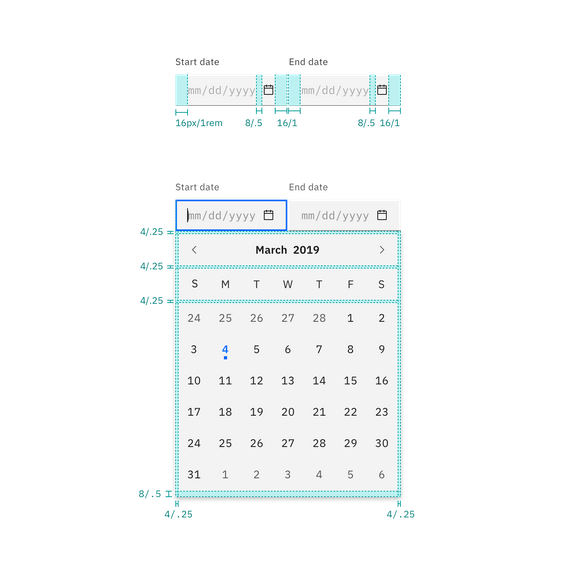 Start date End date
mm/dd/yyyy mm/dd/yyyy
16px/1rem 8/.5 16/1 8/.5 16/1
Start date End date
mm/dd/yyyy mm/dd/yyyy
4/.25
March 2019
4/.25
S M T W T F S
4/.25
24 25 26 27 28 1 2
3 4 5 6 7 8 9
10 11 12 13 14 15 16
17 18 19 20 21 22 23
24 25 26 27 28 29 30
31 1 2 3 4 5 6
8/.5
4/.25 4/.25